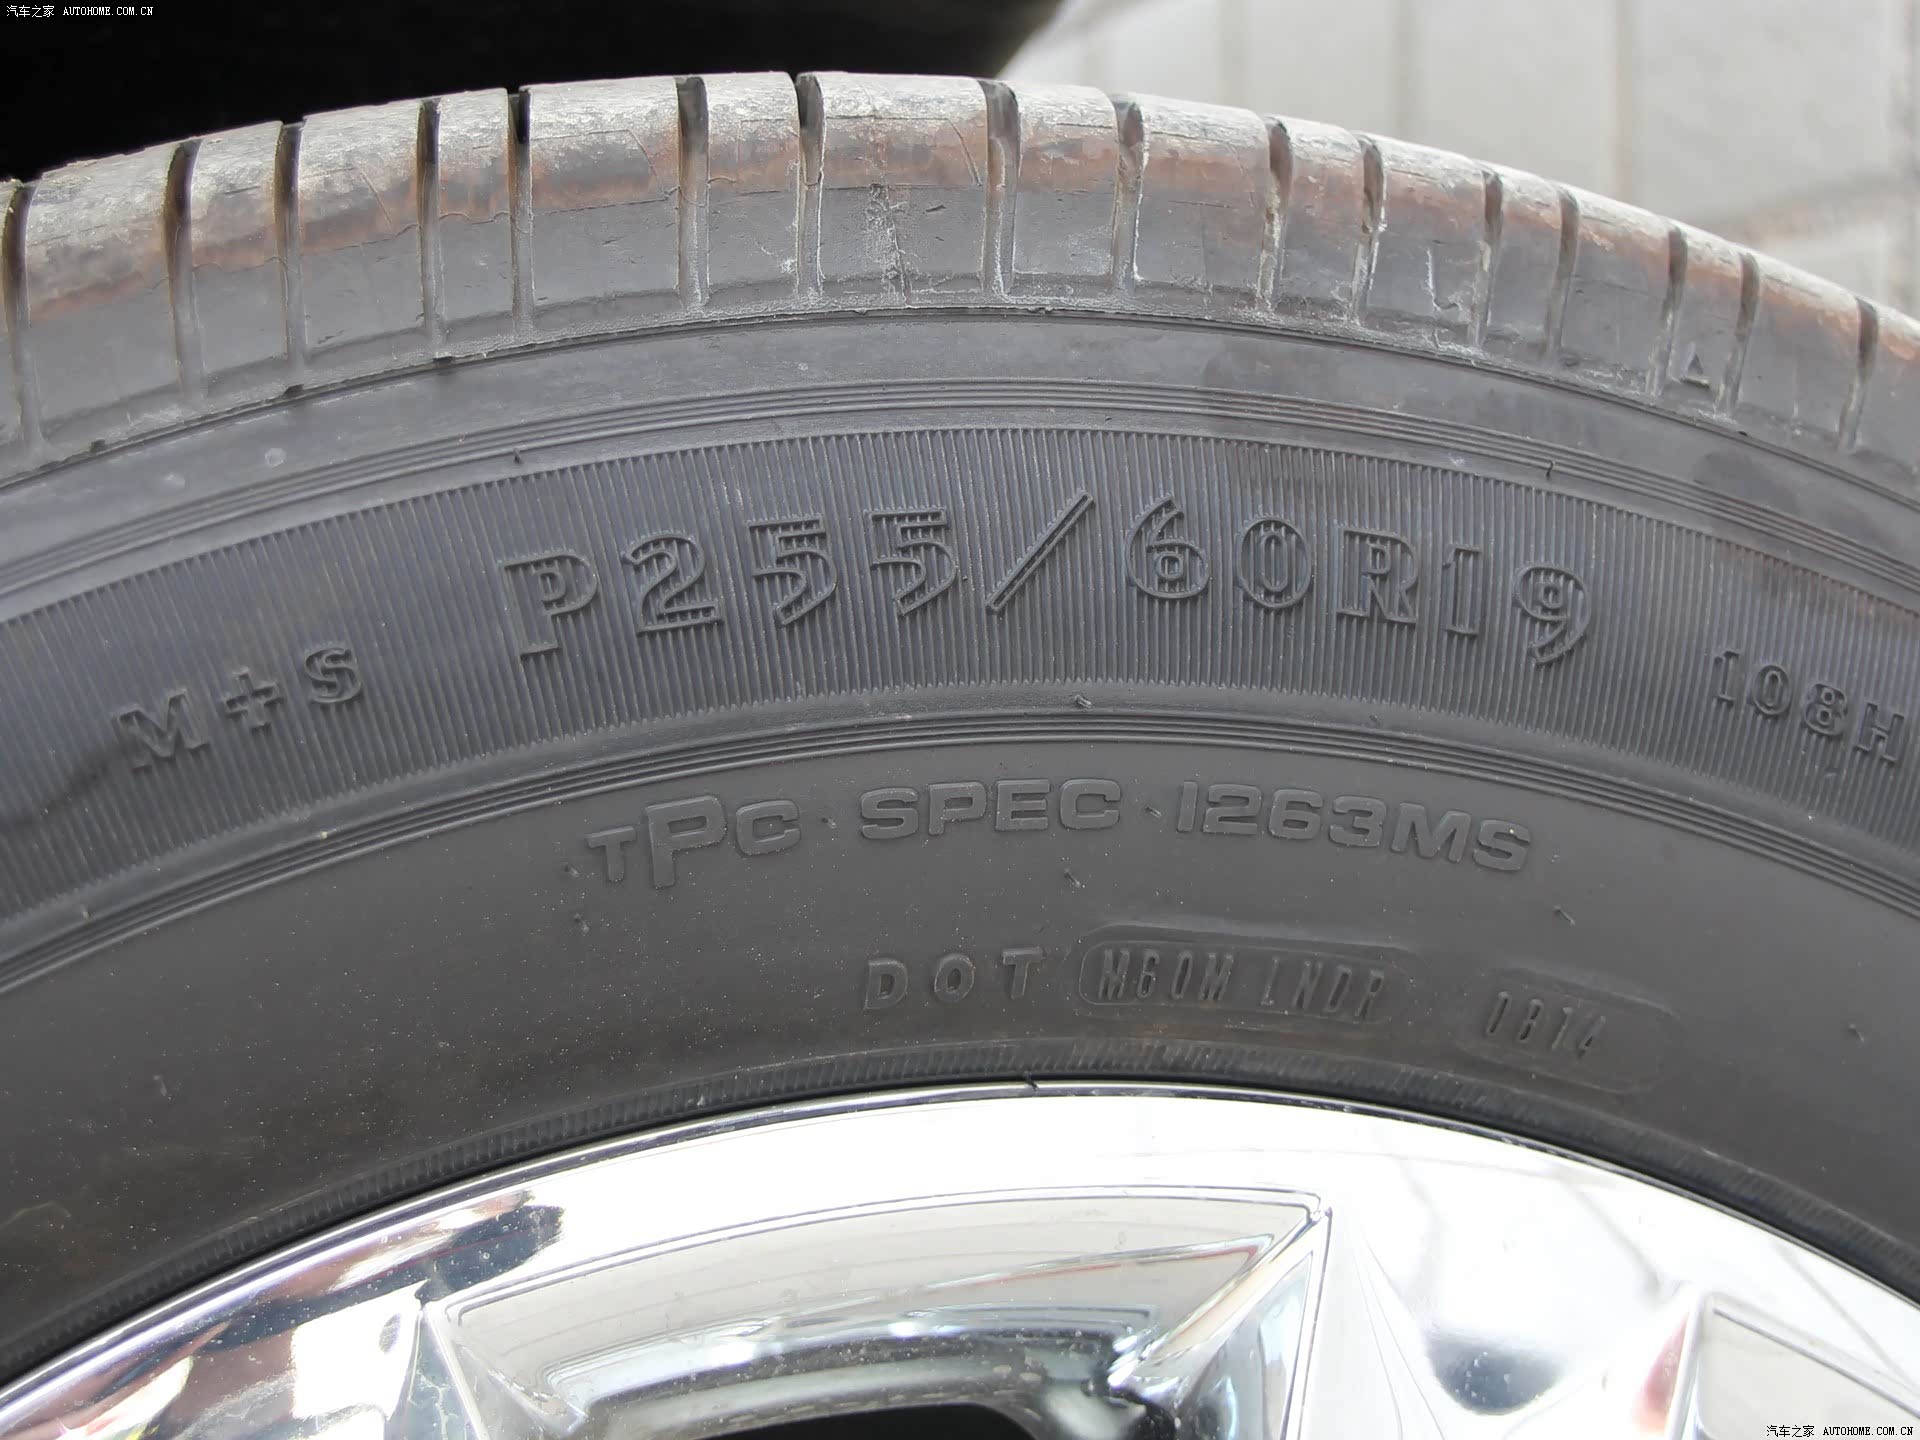 汽车之家 AUTOHOME.COM.CN
M+S P255/60R19 108H
TPC SPEC 1263MS
DOT M60M LNDR 0814
汽车之家 AUTOHOME.COM.CN